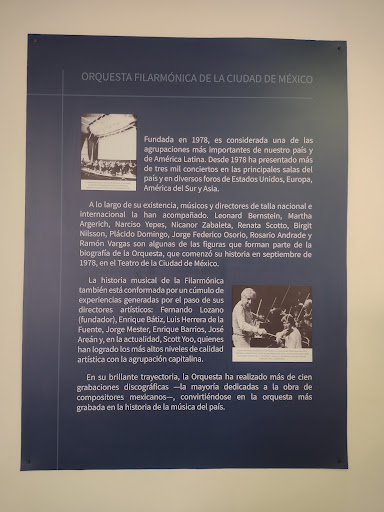 ORQUESTA FILARMÓNICA DE LA CIUDAD DE MÉXICO
Fundada en 1978, es considerada una de las
agrupaciones más importantes de nuestro país y
de América Latina. Desde 1978 ha presentado más
de tres mil conciertos en las principales salas del
país y en diversos foros de Estados Unidos, Europa,
América del Sur y Asia.
A lo largo de su existencia, músicos y directores de talla nacional e
internacional la han acompañado. Leonard Bernstein, Martha
Argerich, Narciso Yepes, Nicanor Zabaleta, Renata Scotto, Birgit
Nilsson, Plácido Domingo, Jorge Federico Osorio, Rosario Andrade y
Ramón Vargas son algunas de las figuras que forman parte de la
biografía de la Orquesta, que comenzó su historia en septiembre de
1978, en el Teatro de la Ciudad de México.
La historia musical de la Filarmónica
también está conformada por un cúmulo de
experiencias generadas por el paso de sus
directores artísticos: Fernando Lozano
(fundador), Enrique Bátiz, Luis Herrera de la
Fuente, Jorge Mester, Enrique Barrios, José
Areán y, en la actualidad, Scott Yoo, quienes
han logrado los más altos niveles de calidad
artística con la agrupación capitalina.
En su brillante trayectoria, la Orquesta ha realizado más de cien
grabaciones discográficas —la mayoría dedicadas a la obra de
compositores mexicanos—, convirtiéndose en la orquesta más
grabada en la historia de la música del país.